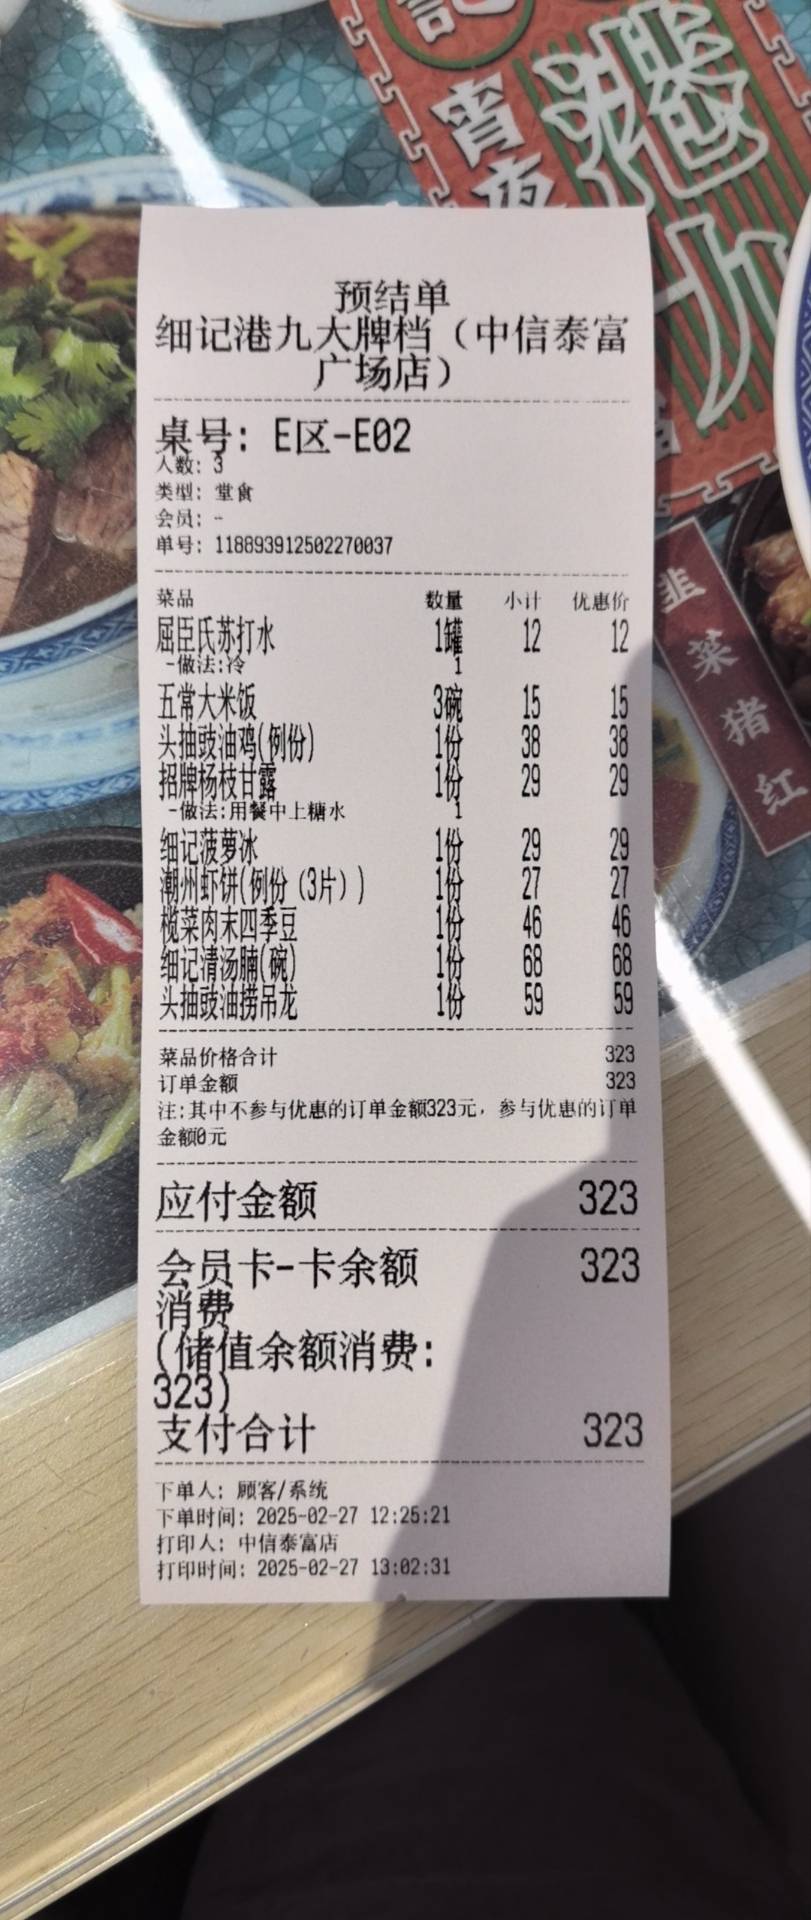 記
港九
宵夜
韭菜猪红
预结单
细记港九大牌档（中信泰富
广场店）
桌号: E区-E02
人数: 3
类型: 堂食
会员: -
单号: 118893912502270037
菜品 数量 小计 优惠价
屈臣氏苏打水 1罐 12 12
-做法:冷 1
五常大米饭 3碗 15 15
头抽豉油鸡(例份) 1份 38 38
招牌杨枝甘露 1份 29 29
-做法:用餐中上糖水 1
细记菠萝冰 1份 29 29
潮州虾饼(例份（3片）) 1份 27 27
榄菜肉末四季豆 1份 46 46
细记清汤腩(碗) 1份 68 68
头抽豉油捞吊龙 1份 59 59
菜品价格合计 323
订单金额 323
注:其中不参与优惠的订单金额323元，参与优惠的订单
金额0元
应付金额 323
会员卡-卡余额 323
消费
(储值余额消费:
323)
支付合计 323
下单人: 顾客/系统
下单时间: 2025-02-27 12:25:21
打印人: 中信泰富店
打印时间: 2025-02-27 13:02:31